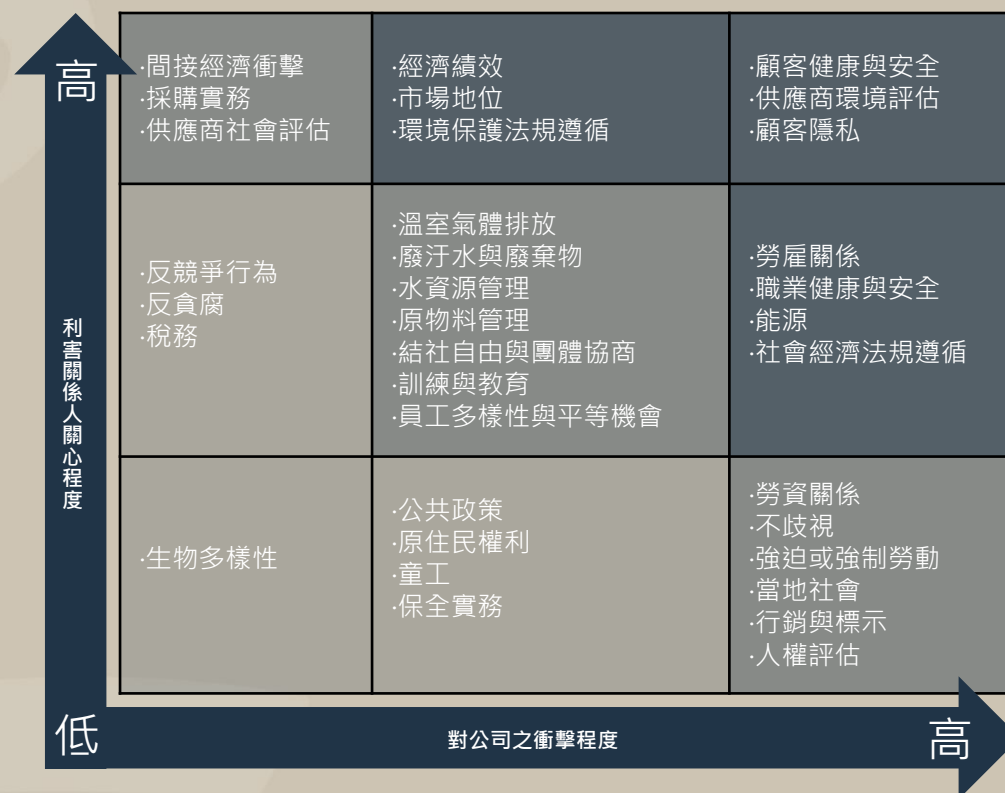 高
利害關係人關心程度
·間接經濟衝擊
·採購實務
·供應商社會評估
·經濟績效
·市場地位
·環境保護法規遵循
·顧客健康與安全
·供應商環境評估
·顧客隱私
·反競爭行為
·反貪腐
·稅務
·溫室氣體排放
·廢汙水與廢棄物
·水資源管理
·原物料管理
·結社自由與團體協商
·訓練與教育
·員工多樣性與平等機會
·勞雇關係
·職業健康與安全
·能源
·社會經濟法規遵循
·生物多樣性
·公共政策
·原住民權利
·童工
·保全實務
·勞資關係
·不歧視
·強迫或強制勞動
·當地社會
·行銷與標示
·人權評估
低
對公司之衝擊程度
高